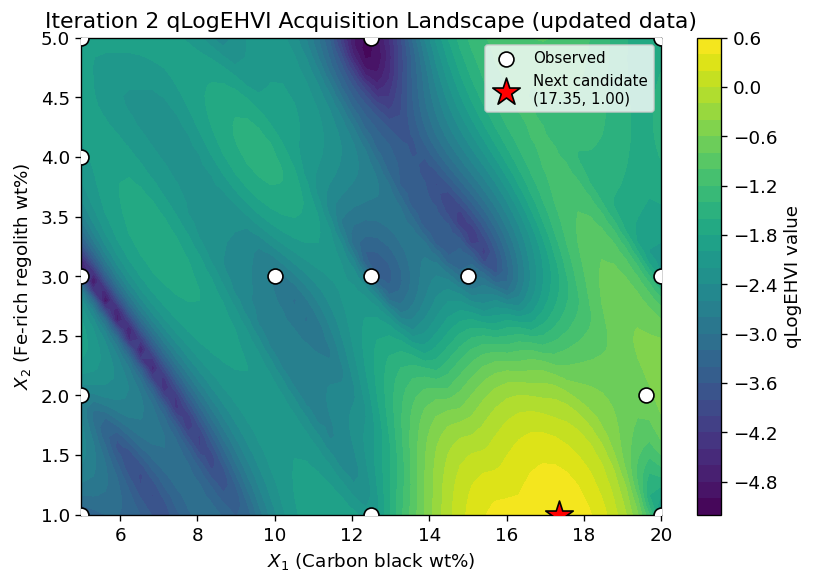 Iteration 2 qLogEHVI Acquisition Landscape (updated data)
Observed
Next candidate
(17.35, 1.00)
X₂ (Fe-rich regolith wt%)
5.0
4.5
4.0
3.5
3.0
2.5
2.0
1.5
1.0
6 8 10 12 14 16 18 20
X₁ (Carbon black wt%)
0.6
0.0
−0.6
−1.2
−1.8
−2.4
−3.0
−3.6
−4.2
−4.8
qLogEHVI value